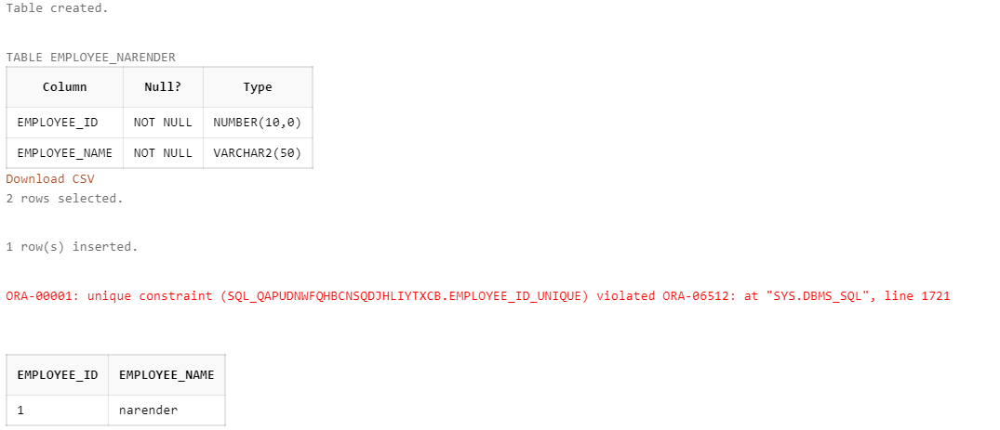 Table created.
TABLE EMPLOYEE_NARENDER
Column Null? Type
EMPLOYEE_ID NOT NULL NUMBER(10,0)
EMPLOYEE_NAME NOT NULL VARCHAR2(50)
Download CSV
2 rows selected.
1 row(s) inserted.
ORA-00001: unique constraint (SQL_QAPUDNWFQHBCNSQDJHLIYTXCB.EMPLOYEE_ID_UNIQUE) violated ORA-06512: at "SYS.DBMS_SQL", line 1721
EMPLOYEE_ID EMPLOYEE_NAME
1 narender